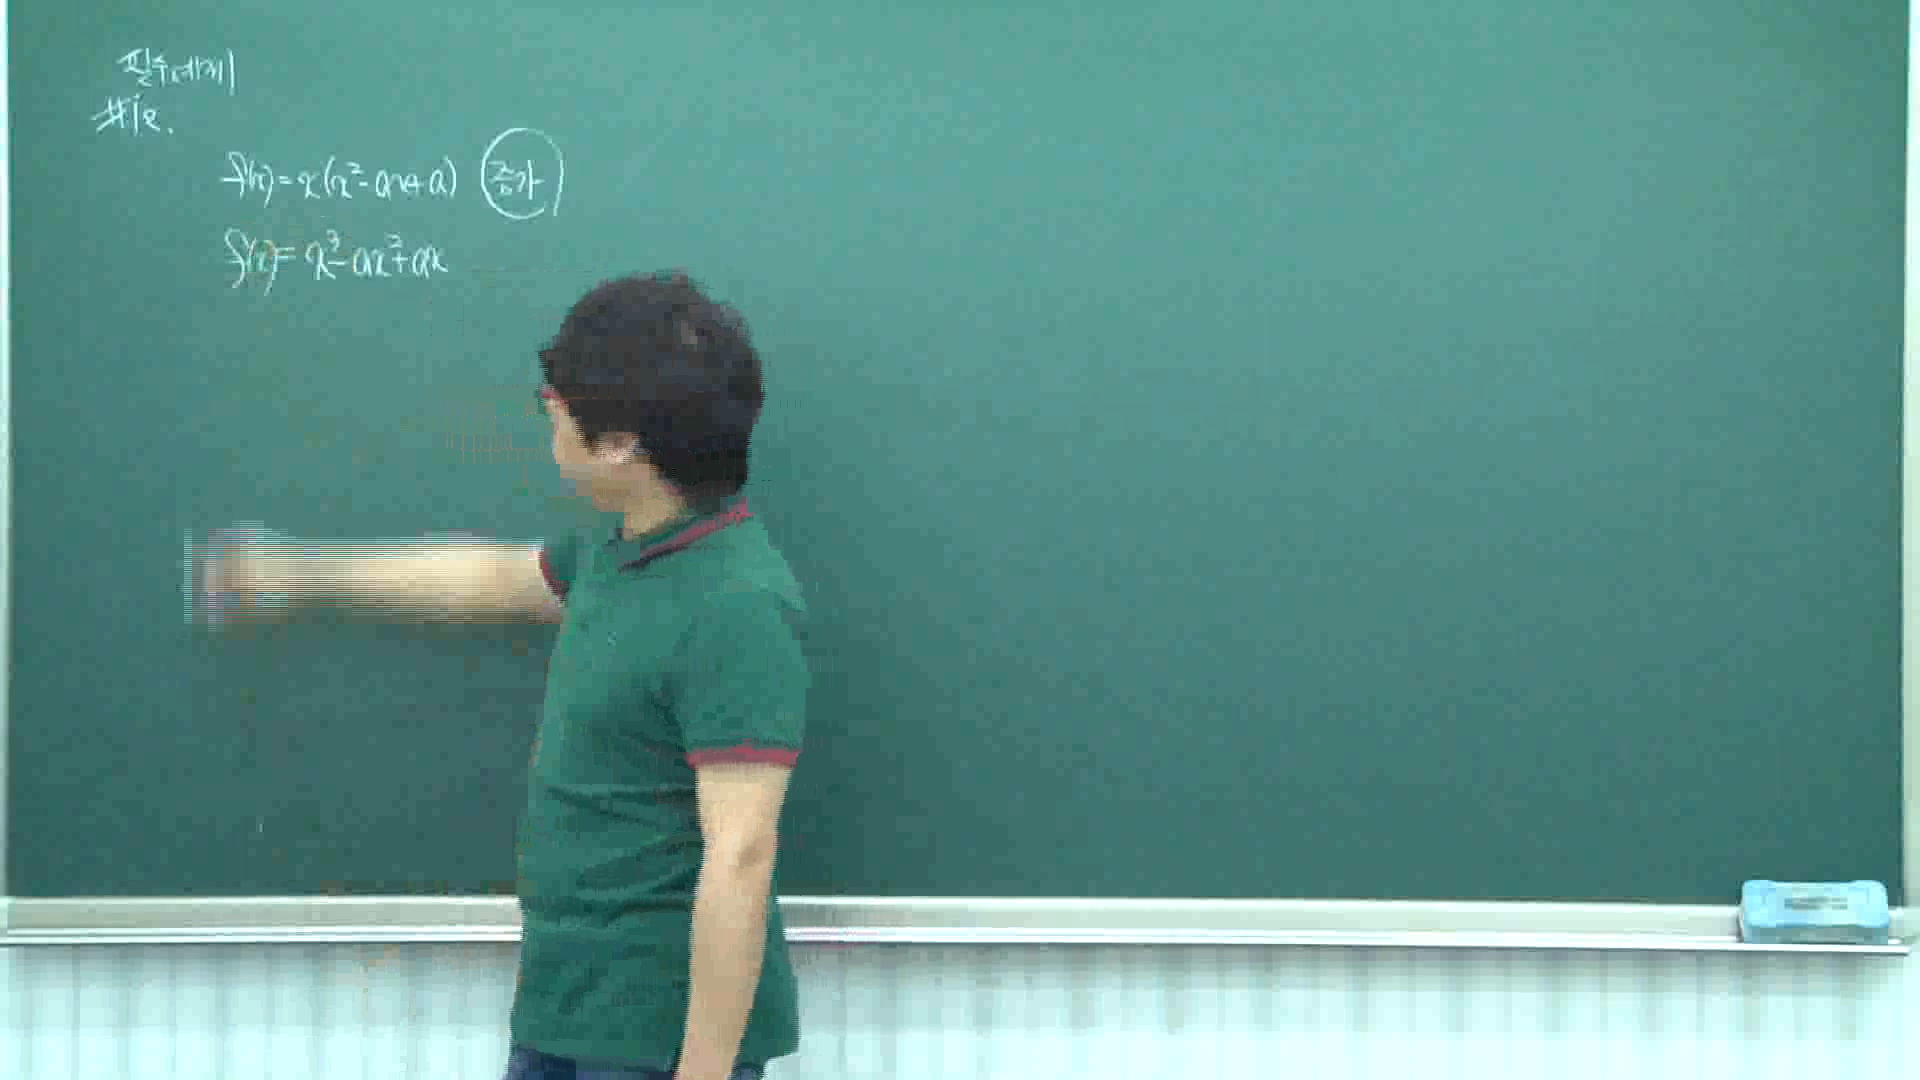 필수예제
#12.
f(x)=x(x²-ax+a) 증가
f(x)=x³-ax²+ax